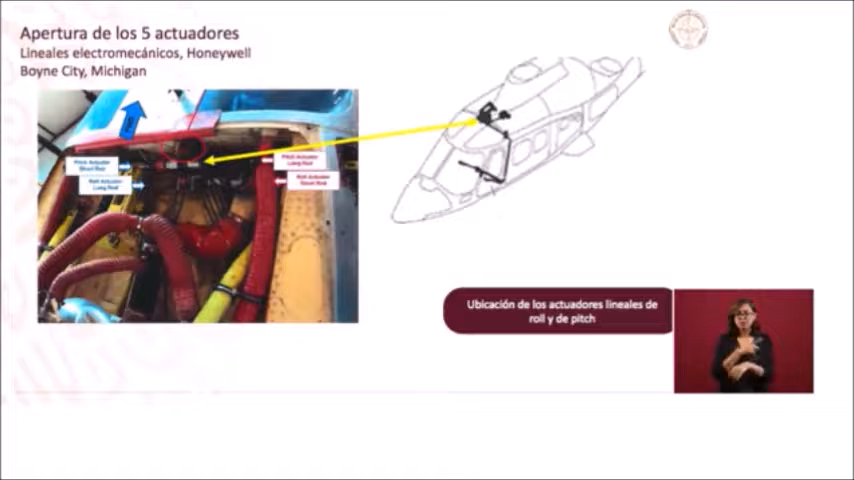 Apertura de los 5 actuadores
Lineales electromecánicos, Honeywell
Boyne City, Michigan
Pitch Actuator
Short Rod
Roll Actuator
Long Rod
Pitch Actuator
Long Rod
Roll Actuator
Short Rod
Ubicación de los actuadores lineales de
roll y de pitch